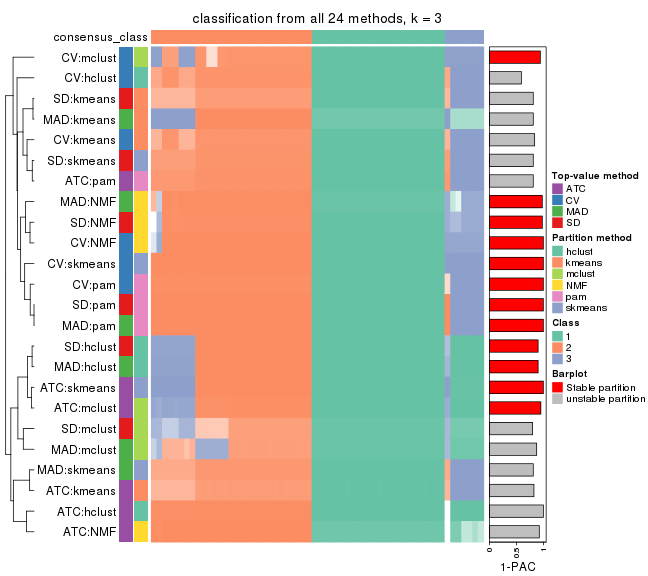 classification from all 24 methods, k = 3
consensus_class
CV:mclust
CV:hclust
SD:kmeans
MAD:kmeans
CV:kmeans
SD:skmeans
ATC:pam
MAD:NMF
SD:NMF
CV:NMF
CV:skmeans
CV:pam
SD:pam
MAD:pam
SD:hclust
MAD:hclust
ATC:skmeans
ATC:mclust
SD:mclust
MAD:mclust
MAD:skmeans
ATC:kmeans
ATC:hclust
ATC:NMF
0
0.5
1
1-PAC
Top-value method
ATC
CV
MAD
SD
Partition method
hclust
kmeans
mclust
NMF
pam
skmeans
Class
1
2
3
Barplot
Stable partition
unstable partition